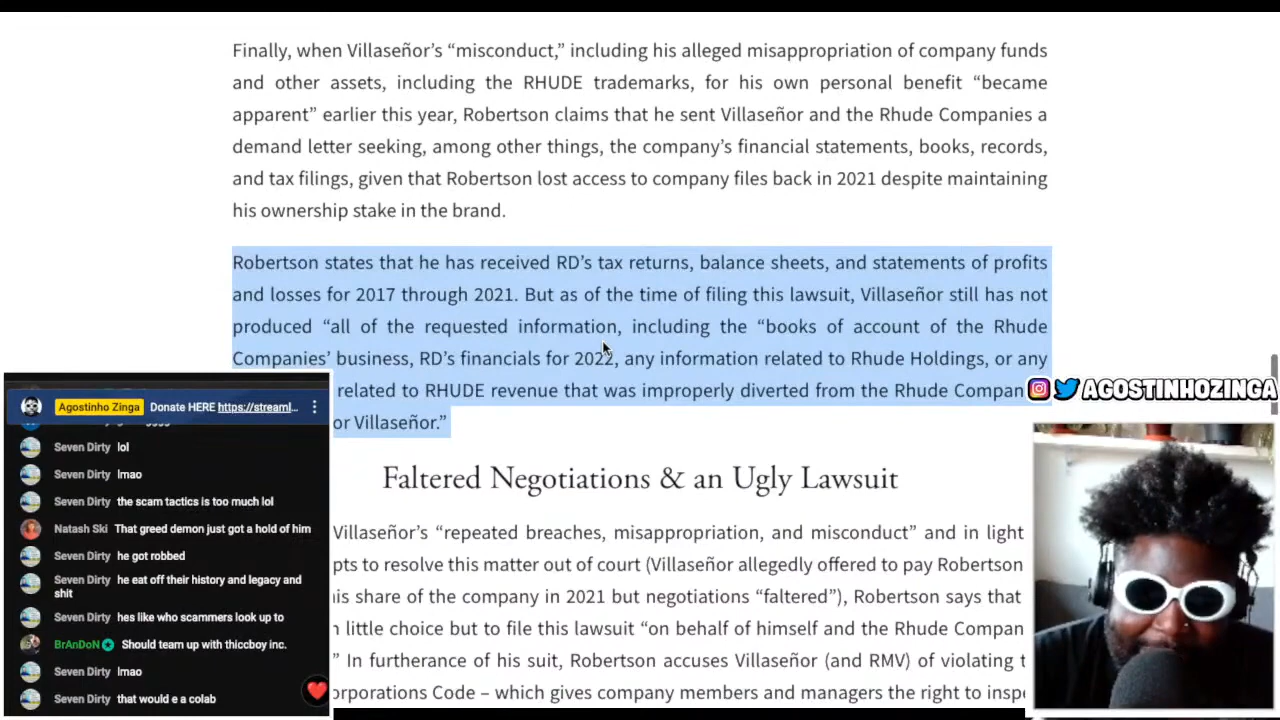 Finally, when Villaseñor’s “misconduct,” including his alleged misappropriation of company funds
and other assets, including the RHUDE trademarks, for his own personal benefit “became
apparent” earlier this year, Robertson claims that he sent Villaseñor and the Rhude Companies a
demand letter seeking, among other things, the company’s financial statements, books, records,
and tax filings, given that Robertson lost access to company files back in 2021 despite maintaining
his ownership stake in the brand.
Robertson states that he has received RD’s tax returns, balance sheets, and statements of profits
and losses for 2017 through 2021. But as of the time of filing this lawsuit, Villaseñor still has not
produced “all of the requested information, including the “books of account of the Rhude
Companies’ business, RD’s financials for 2022, any information related to Rhude Holdings, or any
related to RHUDE revenue that was improperly diverted from the Rhude Compan
or Villaseñor.”
Faltered Negotiations & an Ugly Lawsuit
Villaseñor’s “repeated breaches, misappropriation, and misconduct” and in light
pts to resolve this matter out of court (Villaseñor allegedly offered to pay Robertson
is share of the company in 2021 but negotiations “faltered”), Robertson says that
little choice but to file this lawsuit “on behalf of himself and the Rhude Compan
” In furtherance of his suit, Robertson accuses Villaseñor (and RMV) of violating t
orporations Code – which gives company members and managers the right to inspe
Agostinho Zinga Donate HERE https://streaml...
Seven Dirty lol
Seven Dirty lmao
Seven Dirty the scam tactics is too much lol
Natash Ski That greed demon just got a hold of him
Seven Dirty he got robbed
Seven Dirty he eat off their history and legacy and
shit
Seven Dirty hes like who scammers look up to
BrAnDoN Should team up with thiccboy inc.
Seven Dirty lmao
Seven Dirty that would e a colab
AGOSTINHOZINGA